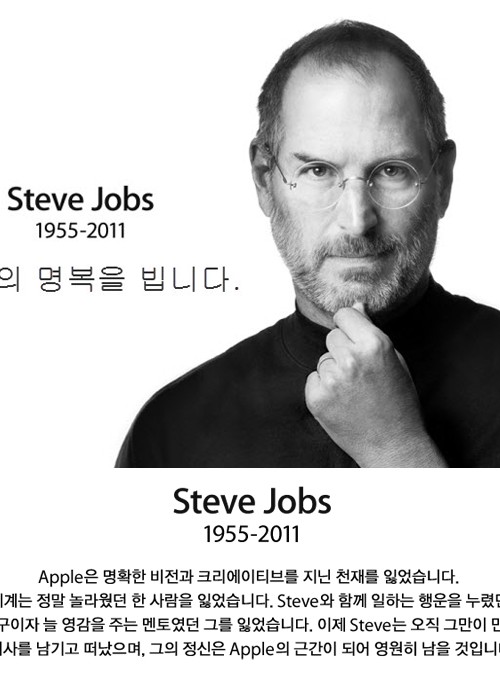 Steve Jobs
1955-2011
의 명복을 빕니다.
Steve Jobs
1955-2011
Apple은 명확한 비전과 크리에이티브를 지닌 천재를 잃었습니다.
계는 정말 놀라웠던 한 사람을 잃었습니다. Steve와 함께 일하는 행운을 누렸던
구이자 늘 영감을 주는 멘토였던 그를 잃었습니다. 이제 Steve는 오직 그만이 만
사를 남기고 떠났으며, 그의 정신은 Apple의 근간이 되어 영원히 남을 것입니다